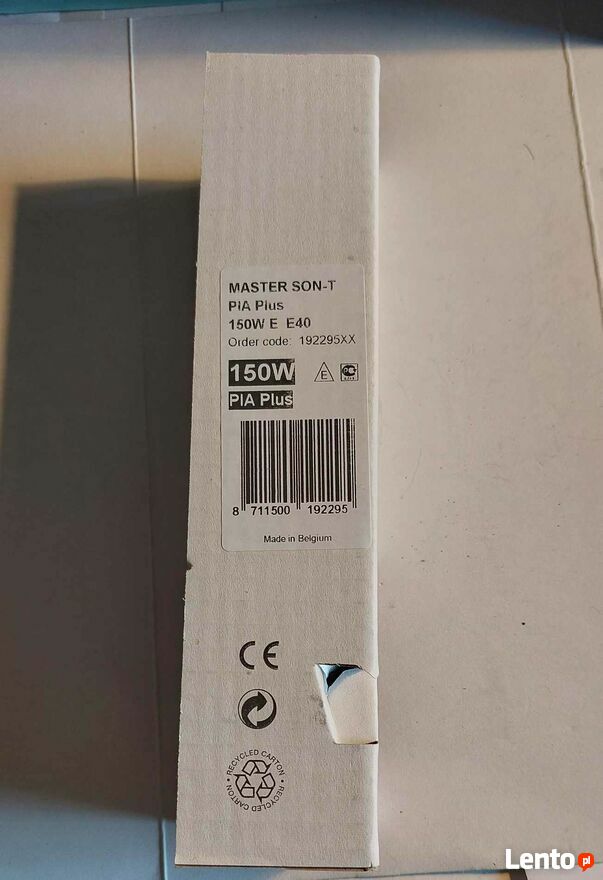 MASTER SON-T
PIA Plus
150W E E40
Order code: 192295XX
150W
E
PIA Plus
8 711500 192295
Made in Belgium
CE
RECYCLED CARTON
RECYCLED CARTON
Lento.pl